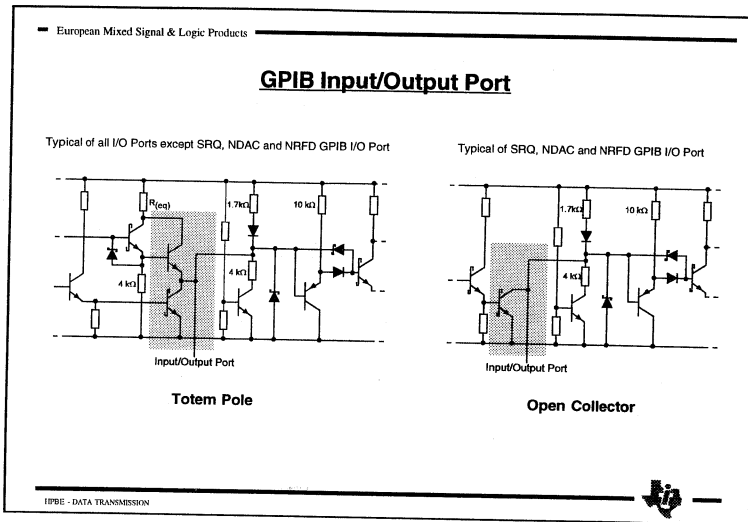 European Mixed Signal & Logic Products
GPIB Input/Output Port
Typical of all I/O Ports except SRQ, NDAC and NRFD GPIB I/O Port
R(eq)
1.7kΩ
10 kΩ
4 kΩ
4 kΩ
Input/Output Port
Totem Pole
Typical of SRQ, NDAC and NRFD GPIB I/O Port
1.7kΩ
10 kΩ
4 kΩ
Input/Output Port
Open Collector
HPBE - DATA TRANSMISSION
ti